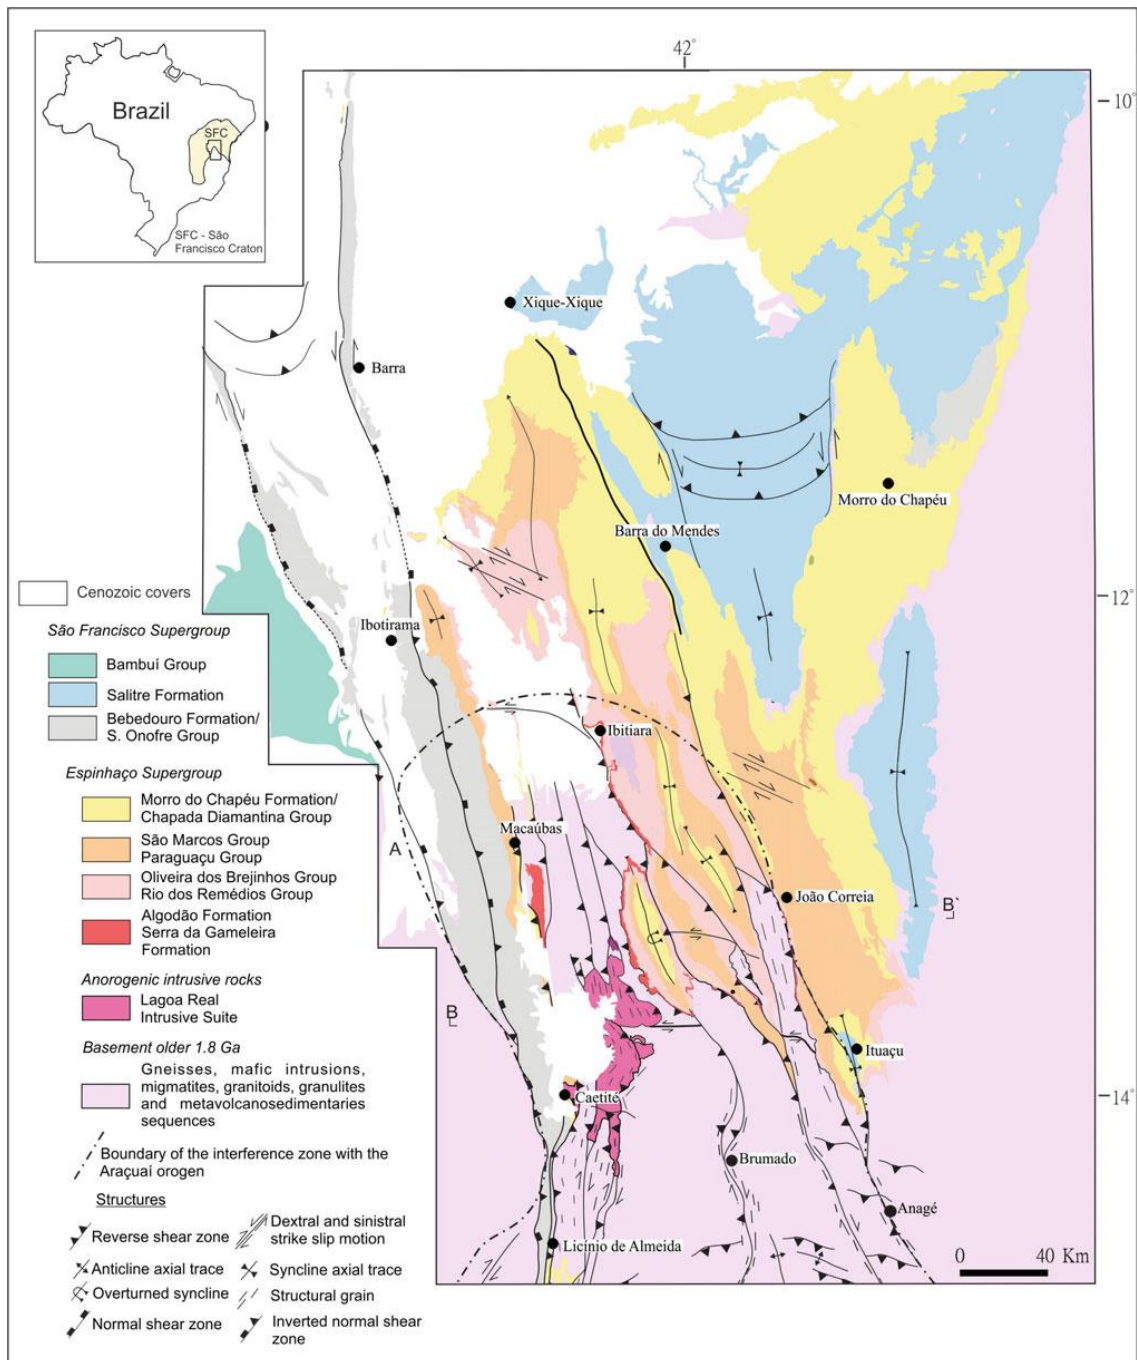 Brazil
SFC
SFC - São
Francisco Craton
42°
10°
Xique-Xique
Barra
Morro do Chapéu
Barra do Mendes
12°
Ibotirama
Ibitiara
Macaúbas
A
João Correia
B`
B
Ituaçu
Caetité
14°
Brumado
Anagé
Licínio de Almeida
0 40 Km
Cenozoic covers
São Francisco Supergroup
Bambuí Group
Salitre Formation
Bebedouro Formation/
S. Onofre Group
Espinhaço Supergroup
Morro do Chapéu Formation/
Chapada Diamantina Group
São Marcos Group
Paraguaçu Group
Oliveira dos Brejinhos Group
Rio dos Remédios Group
Algodão Formation
Serra da Gameleira
Formation
Anorogenic intrusive rocks
Lagoa Real
Intrusive Suite
Basement older 1.8 Ga
Gneisses, mafic intrusions,
migmatites, granitoids, granulites
and metavolcanosedimentaries
sequences
Boundary of the interference zone with the
Araçuaí orogen
Structures
Reverse shear zone
Dextral and sinistral
strike slip motion
Anticline axial trace
Syncline axial trace
Overturned syncline
Structural grain
Normal shear zone
Inverted normal shear
zone